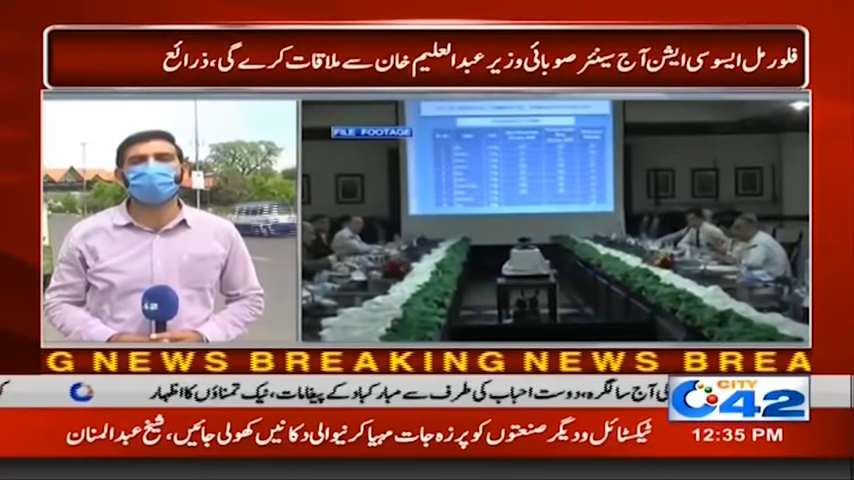 فلور مل ایسوسی ایشن آج سینئر صوبائی وزیر عبدالعلیم خان سے ملاقات کرے گی، ذرائع
FILE FOOTAGE
42
G NEWS BREAKING NEWS BREA
ی آج سالگرہ، دوست احباب کی طرف سے مبارکباد کے پیغامات، نیک تمناؤں کا اظہار
CITY 42
ٹیکسٹائل و دیگر صنعتوں کو پرزہ جات مہیا کرنیوالی دکانیں کھولی جائیں، شیخ عبدالمنان
12:35 PM